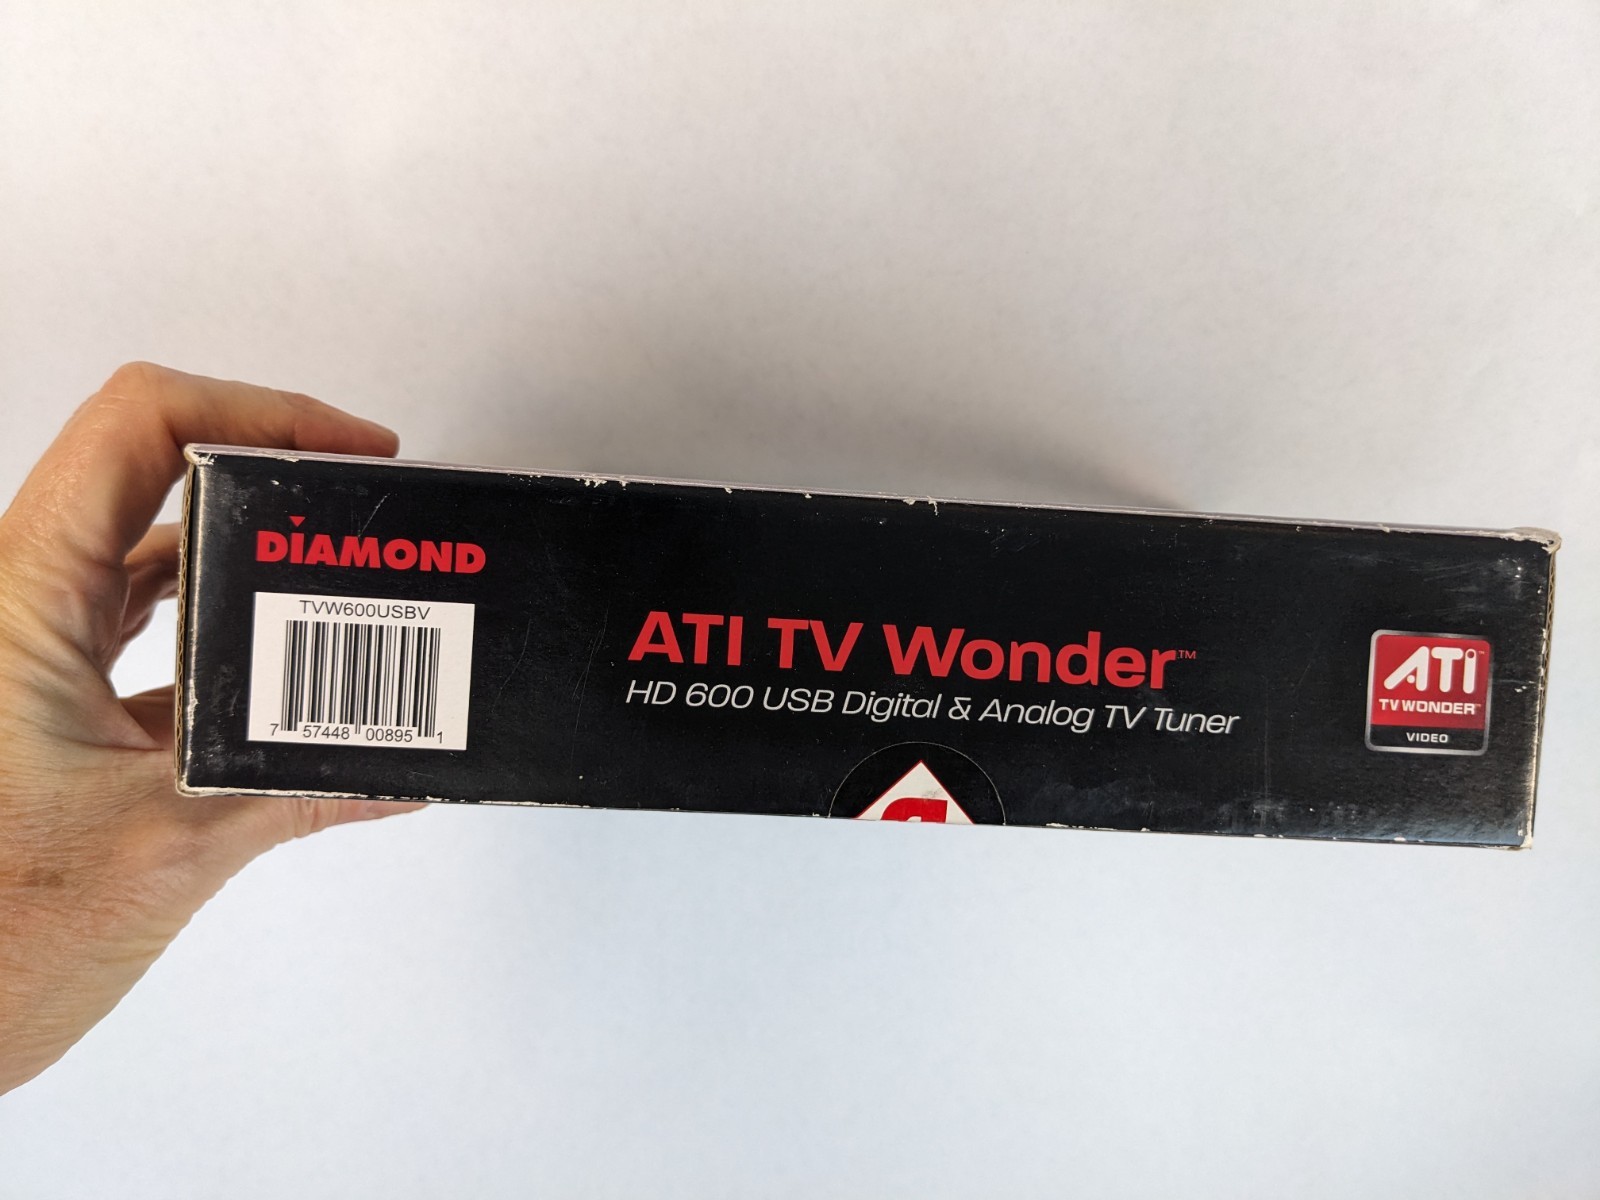 DIAMOND
TVW600USBV
7 57448 00895 1
ATI TV Wonder™
HD 600 USB Digital & Analog TV Tuner
ATI™
TV WONDER™
VIDEO